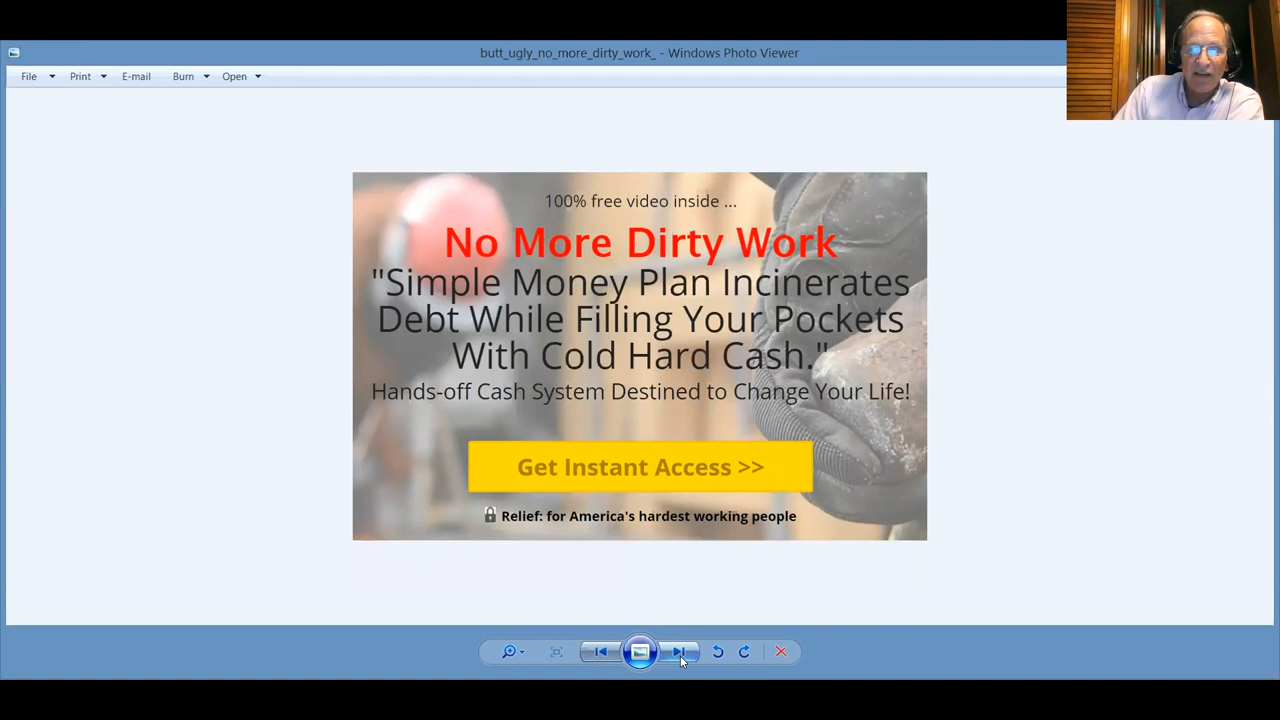 butt_ugly_no_more_dirty_work_ - Windows Photo Viewer
File Print E-mail Burn Open
100% free video inside ...
No More Dirty Work
"Simple Money Plan Incinerates
Debt While Filling Your Pockets
With Cold Hard Cash."
Hands-off Cash System Destined to Change Your Life!
Get Instant Access >>
Relief: for America's hardest working people